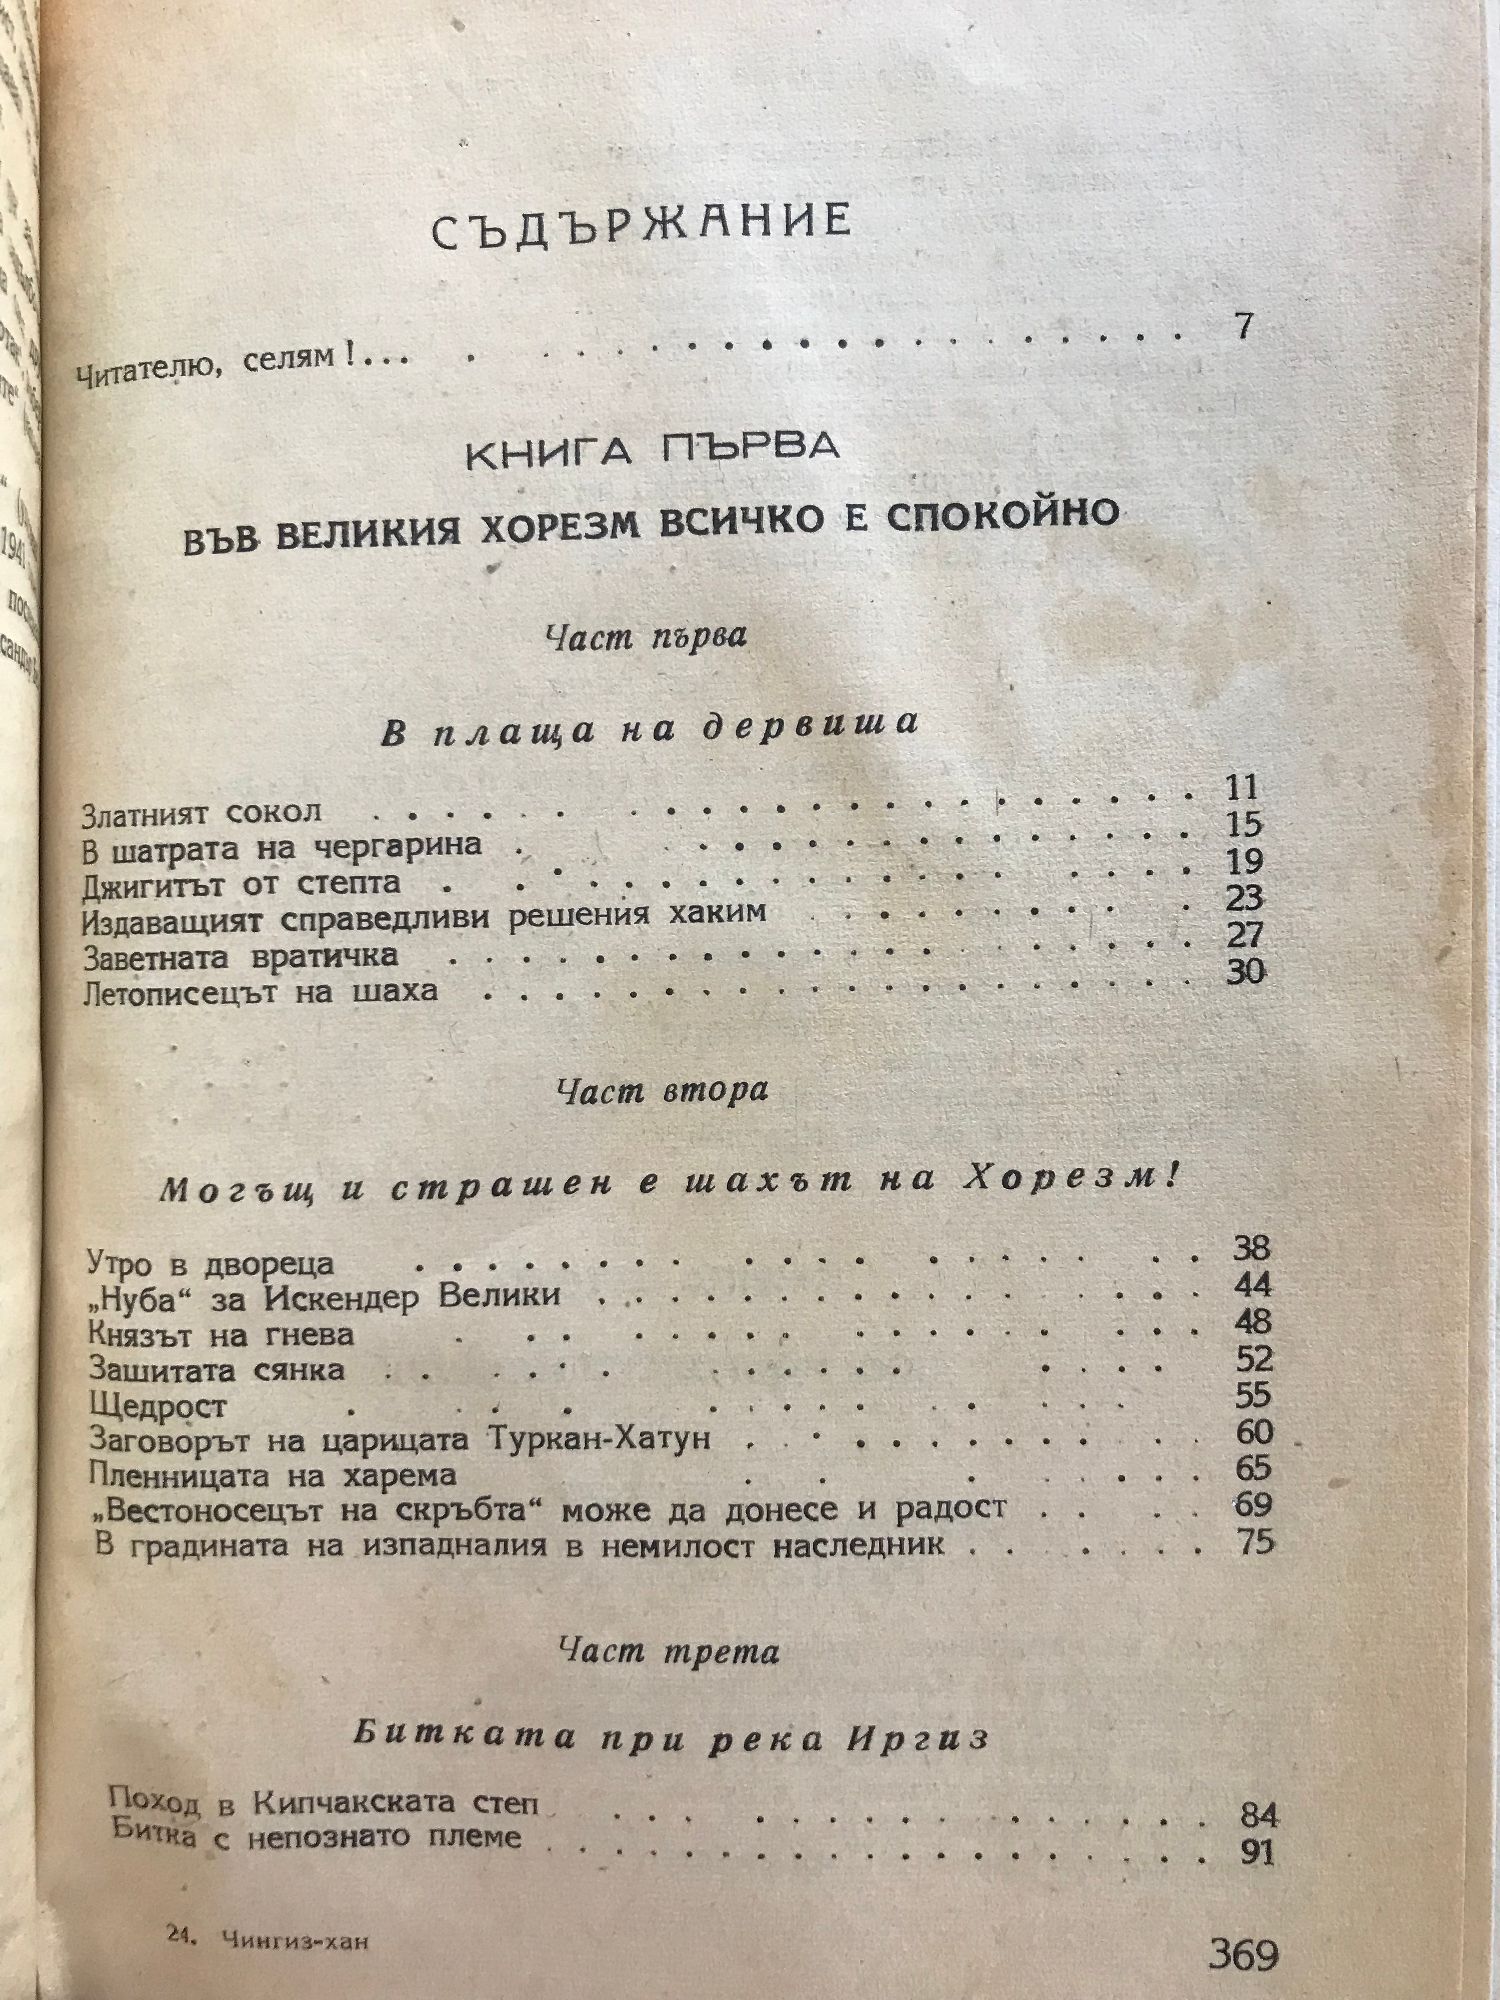 СЪДЪРЖАНИЕ
Читателю, селям!... 7
КНИГА ПЪРВА
ВЪВ ВЕЛИКИЯ ХОРЕЗМ ВСИЧКО Е СПОКОЙНО
Част първа
В плаща на дервиша
Златният сокол 11
В шатрата на чергарина 15
Джигитът от степта 19
Издаващият справедливи решения хаким 23
Заветната вратичка 27
Летописецът на шаха 30
Част втора
Могъщ и страшен е шахът на Хорезм!
Утро в двореца 38
„Нуба“ за Искендер Велики 44
Князът на гнева 48
Зашитата сянка 52
Щедрост 55
Заговорът на царицата Туркан-Хатун 60
Пленницата на харема 65
„Вестоносецът на скръбта“ може да донесе и радост 69
В градината на изпадналия в немилост наследник 75
Част трета
Битката при река Иргиз
Поход в Кипчакската степ 84
Битка с непознато племе 91
24. Чингиз-хан
369